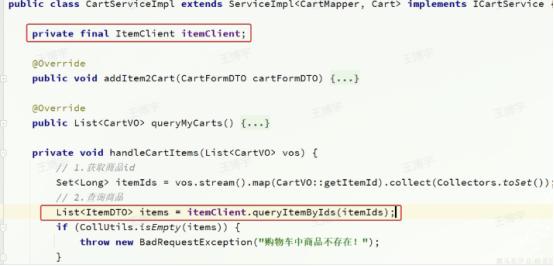 public class CartServiceImpl extends ServiceImpl<CartMapper, Cart> implements ICartService {
private final ItemClient itemClient;
@Override
public void addItem2Cart(CartFormDTO cartFormDTO) {...}
@Override
public List<CartVO> queryMyCarts() {...}
private void handleCartItems(List<CartVO> vos) {
// 1.获取商品id
Set<Long> itemIds = vos.stream().map(CartVO::getItemId).collect(Collectors.toSet());
// 2.查询商品
List<ItemDTO> items = itemClient.queryItemByIds(itemIds);
if (CollUtils.isEmpty(items)) {
throw new BadRequestException("购物车中商品不存在！");
}